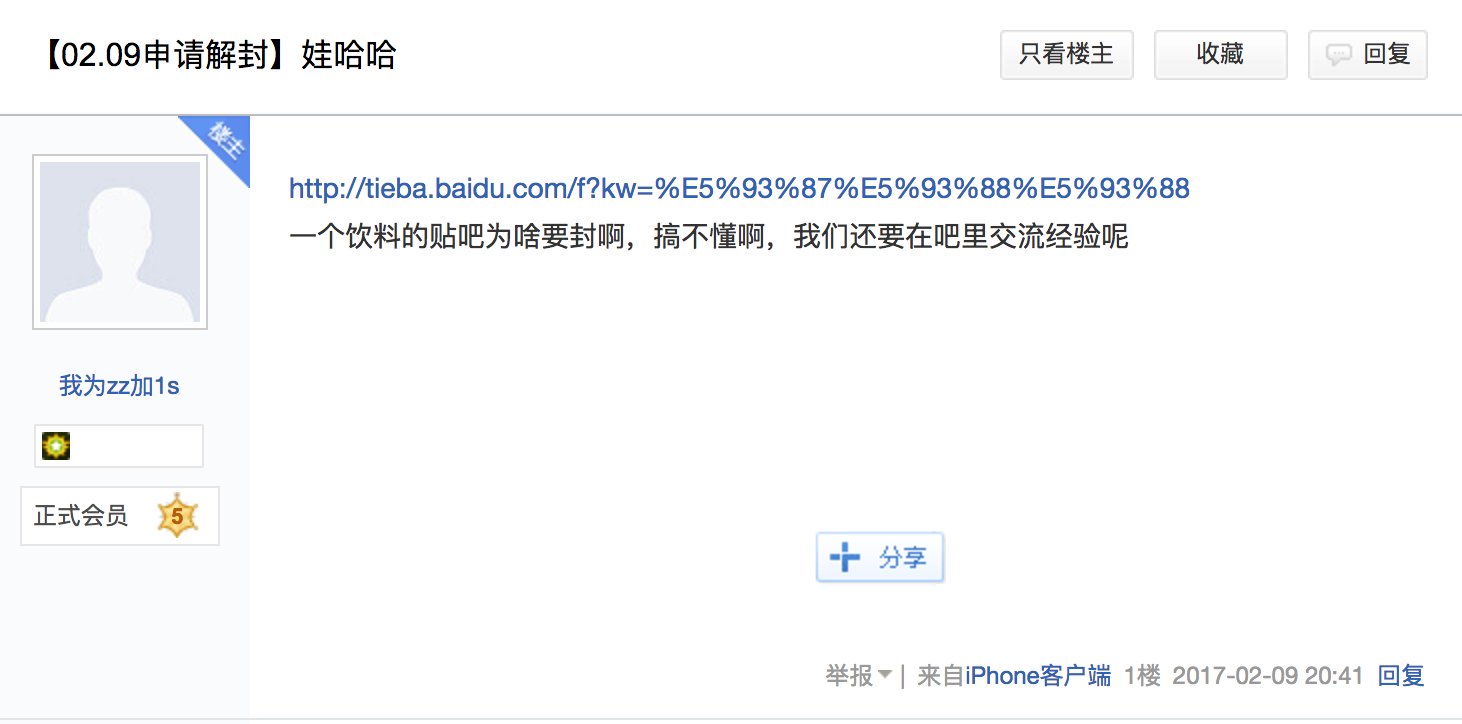 【02.09申请解封】娃哈哈
只看楼主
收藏
回复
楼主
http://tieba.baidu.com/f?kw=%E5%93%87%E5%93%88%E5%93%88
一个饮料的贴吧为啥要封啊，搞不懂啊，我们还要在吧里交流经验呢
我为zz加1s
正式会员 5
分享
举报 | 来自iPhone客户端 1楼 2017-02-09 20:41 回复